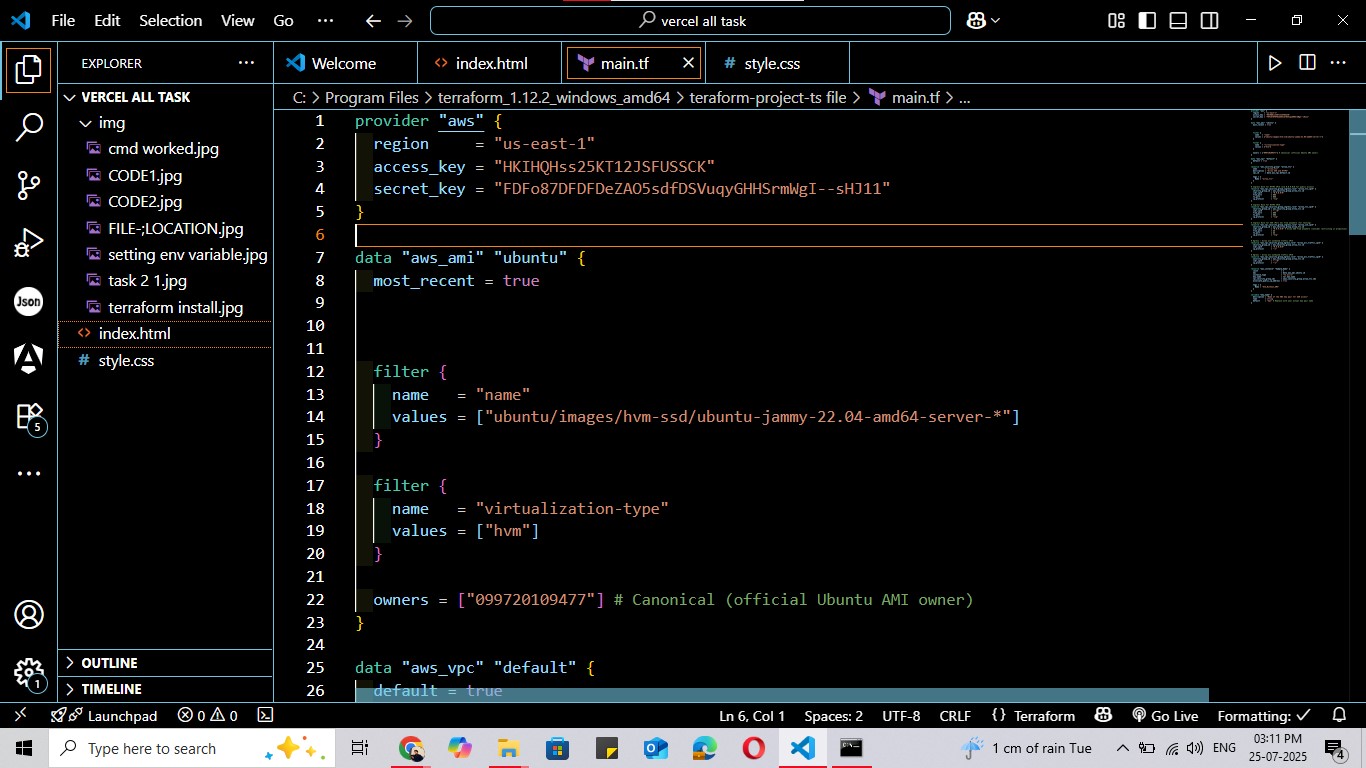 File Edit Selection View Go ··· vercel all task
EXPLORER ···
VERCEL ALL TASK
img
cmd worked.jpg
CODE1.jpg
CODE2.jpg
FILE-;LOCATION.jpg
setting env variable.jpg
task 2 1.jpg
terraform install.jpg
index.html
style.css
OUTLINE
TIMELINE
Json
5
1
Welcome index.html main.tf style.css
C: > Program Files > terraform_1.12.2_windows_amd64 > teraform-project-ts file > main.tf > ...
1 provider "aws" {
2 region = "us-east-1"
3 access_key = "HKIHQHss25KT12JSFUSSCK"
4 secret_key = "FDFo87DFDFDeZAO5sdfDSVuqyGHHSrmWgI--sHJ11"
5 }
6
7 data "aws_ami" "ubuntu" {
8 most_recent = true
9
10
11
12 filter {
13 name = "name"
14 values = ["ubuntu/images/hvm-ssd/ubuntu-jammy-22.04-amd64-server-*"]
15 }
16
17 filter {
18 name = "virtualization-type"
19 values = ["hvm"]
20 }
21
22 owners = ["099720109477"] # Canonical (official Ubuntu AMI owner)
23 }
24
25 data "aws_vpc" "default" {
26 default = true
Launchpad 0 0 Ln 6, Col 1 Spaces: 2 UTF-8 CRLF {} Terraform Go Live Formatting: ✓
Type here to search 1 cm of rain Tue ENG 03:11 PM
25-07-2025 4